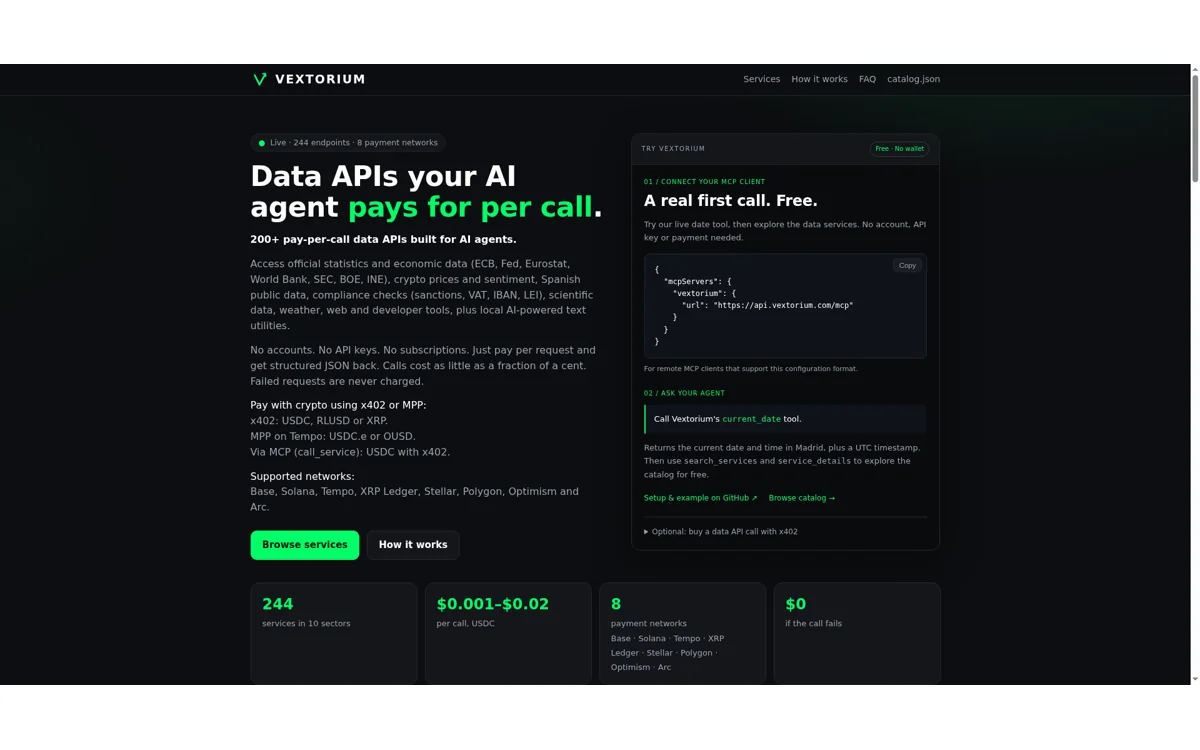 VEXTORIUM
Services
How it works
FAQ
catalog.json
Live · 244 endpoints · 8 payment networks
Data APIs your AI
agent pays for per call.
200+ pay-per-call data APIs built for AI agents.
Access official statistics and economic data (ECB, Fed, Eurostat,
World Bank, SEC, BOE, INE), crypto prices and sentiment, Spanish
public data, compliance checks (sanctions, VAT, IBAN, LEI), scientific
data, weather, web and developer tools, plus local AI-powered text
utilities.
No accounts. No API keys. No subscriptions. Just pay per request and
get structured JSON back. Calls cost as little as a fraction of a cent.
Failed requests are never charged.
Pay with crypto using x402 or MPP:
x402: USDC, RLUSD or XRP.
MPP on Tempo: USDC.e or OUSD.
Via MCP (call_service): USDC with x402.
Supported networks:
Base, Solana, Tempo, XRP Ledger, Stellar, Polygon, Optimism and
Arc.
Browse services
How it works
TRY VEXTORIUM
Free · No wallet
01 / CONNECT YOUR MCP CLIENT
A real first call. Free.
Try our live date tool, then explore the data services. No account, API
key or payment needed.
Copy
{
"mcpServers": {
"vextorium": {
"url": "https://api.vextorium.com/mcp"
}
}
}
For remote MCP clients that support this configuration format.
02 / ASK YOUR AGENT
Call Vextorium's current_date tool.
Returns the current date and time in Madrid, plus a UTC timestamp.
Then use search_services and service_details to explore the
catalog for free.
Setup & example on GitHub ↗
Browse catalog →
▶ Optional: buy a data API call with x402
244
services in 10 sectors
$0.001–$0.02
per call, USDC
8
payment networks
Base · Solana · Tempo · XRP
Ledger · Stellar · Polygon ·
Optimism · Arc
$0
if the call fails